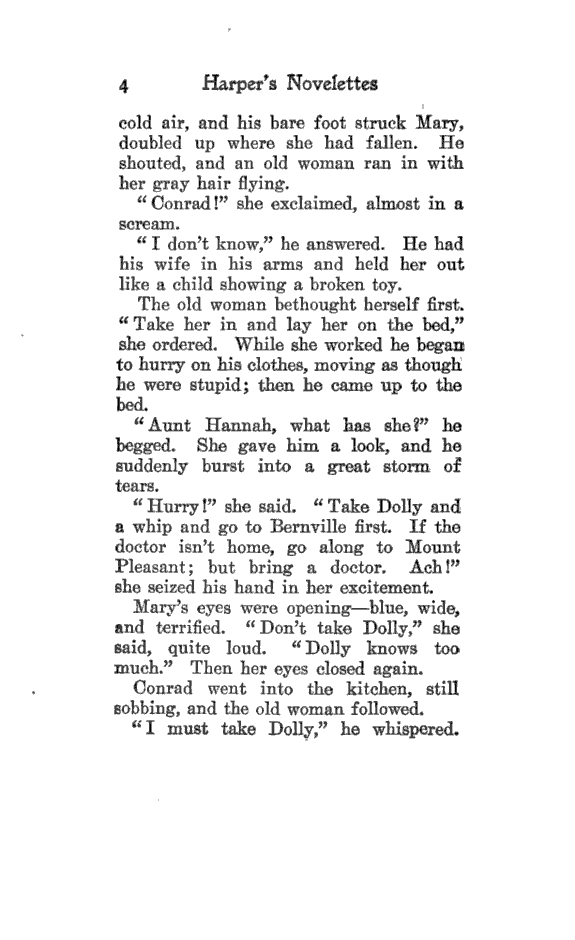 4 Harper's Novelettes
cold air, and his bare foot struck Mary,
doubled up where she had fallen. He
shouted, and an old woman ran in with
her gray hair flying.
“Conrad!” she exclaimed, almost in a
scream.
“I don't know,” he answered. He had
his wife in his arms and held her out
like a child showing a broken toy.
The old woman bethought herself first.
“Take her in and lay her on the bed,”
she ordered. While she worked he began
to hurry on his clothes, moving as though
he were stupid; then he came up to the
bed.
“Aunt Hannah, what has she?” he
begged. She gave him a look, and he
suddenly burst into a great storm of
tears.
“Hurry!” she said. “Take Dolly and
a whip and go to Bernville first. If the
doctor isn't home, go along to Mount
Pleasant; but bring a doctor. Ach!”
she seized his hand in her excitement.
Mary's eyes were opening—blue, wide,
and terrified. “Don't take Dolly,” she
said, quite loud. “Dolly knows too
much.” Then her eyes closed again.
Conrad went into the kitchen, still
sobbing, and the old woman followed.
“I must take Dolly,” he whispered.